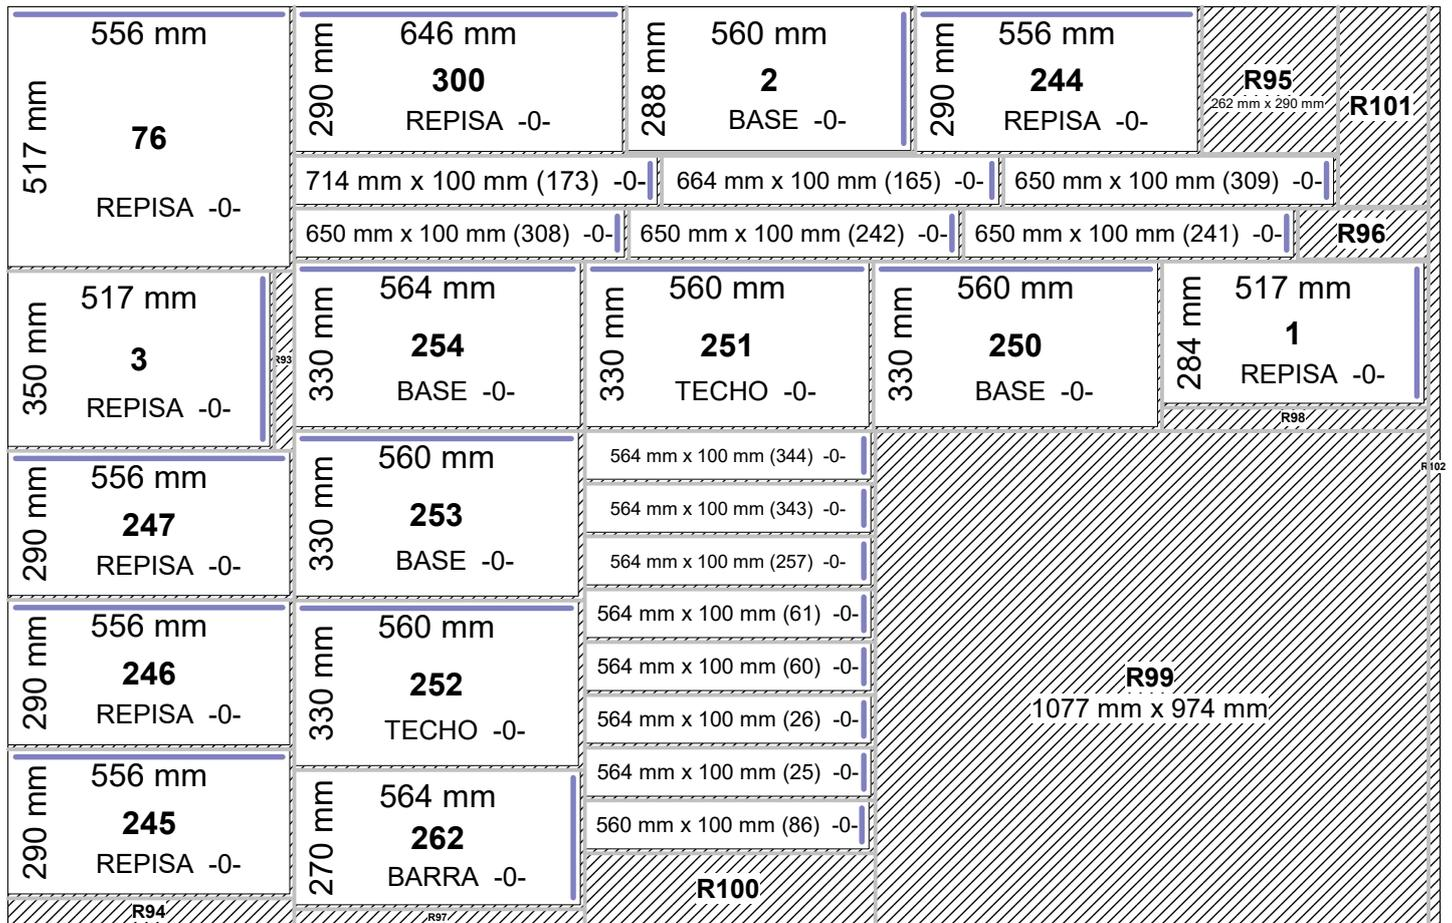 556 mm
517 mm
76
REPISA -0-
646 mm
290 mm
300
REPISA -0-
560 mm
288 mm
2
BASE -0-
556 mm
290 mm
244
REPISA -0-
R95
262 mm x 290 mm
R101
714 mm x 100 mm (173) -0-
664 mm x 100 mm (165) -0-
650 mm x 100 mm (309) -0-
650 mm x 100 mm (308) -0-
650 mm x 100 mm (242) -0-
650 mm x 100 mm (241) -0-
R96
517 mm
350 mm
3
REPISA -0-
R93
564 mm
330 mm
254
BASE -0-
560 mm
330 mm
251
TECHO -0-
560 mm
330 mm
250
BASE -0-
517 mm
284 mm
1
REPISA -0-
R98
R102
556 mm
290 mm
247
REPISA -0-
560 mm
330 mm
253
BASE -0-
564 mm x 100 mm (344) -0-
564 mm x 100 mm (343) -0-
564 mm x 100 mm (257) -0-
564 mm x 100 mm (61) -0-
564 mm x 100 mm (60) -0-
564 mm x 100 mm (26) -0-
564 mm x 100 mm (25) -0-
560 mm x 100 mm (86) -0-
556 mm
290 mm
246
REPISA -0-
560 mm
330 mm
252
TECHO -0-
R99
1077 mm x 974 mm
556 mm
290 mm
245
REPISA -0-
564 mm
270 mm
262
BARRA -0-
R100
R94
R97